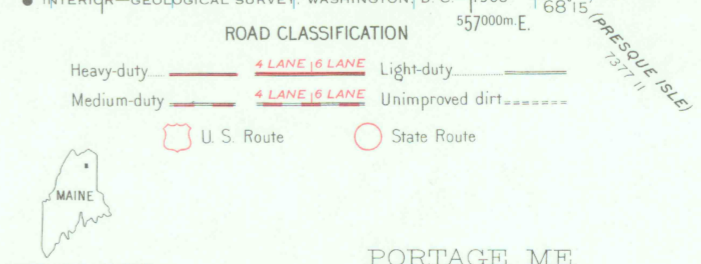 INTERIOR—GEOLOGICAL SURVEY, WASHINGTON, D. C.
68°15'
557000m.E.
(PRESQUE ISLE)
7377 II
ROAD CLASSIFICATION
Heavy-duty 4 LANE 6 LANE Light-duty
Medium-duty 4 LANE 6 LANE Unimproved dirt
U. S. Route State Route
MAINE
PORTAGE, ME